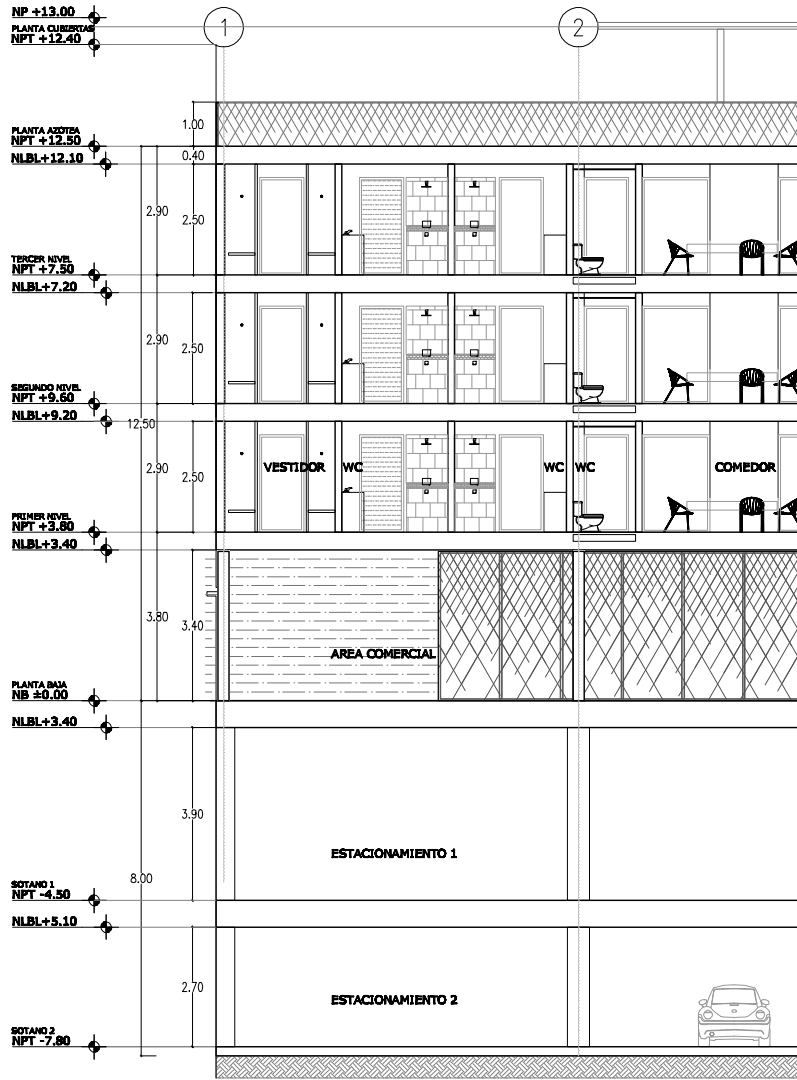 NP +13.00
PLANTA CUBIERTAS
NPT +12.40
1
2
1.00
PLANTA AZOTEA
NPT +12.50
NLBL+12.10
0.40
2.90
2.50
TERCER NIVEL
NPT +7.50
NLBL+7.20
2.90
2.50
SEGUNDO NIVEL
NPT +9.60
NLBL+9.20
12.50
2.90
2.50
VESTIDOR
WC
WC
WC
COMEDOR
PRIMER NIVEL
NPT +3.80
NLBL+3.40
3.80
3.40
AREA COMERCIAL
PLANTA BAJA
NB ±0.00
NLBL+3.40
3.90
ESTACIONAMIENTO 1
8.00
SOTANO 1
NPT -4.50
NLBL+5.10
2.70
ESTACIONAMIENTO 2
SOTANO 2
NPT -7.80